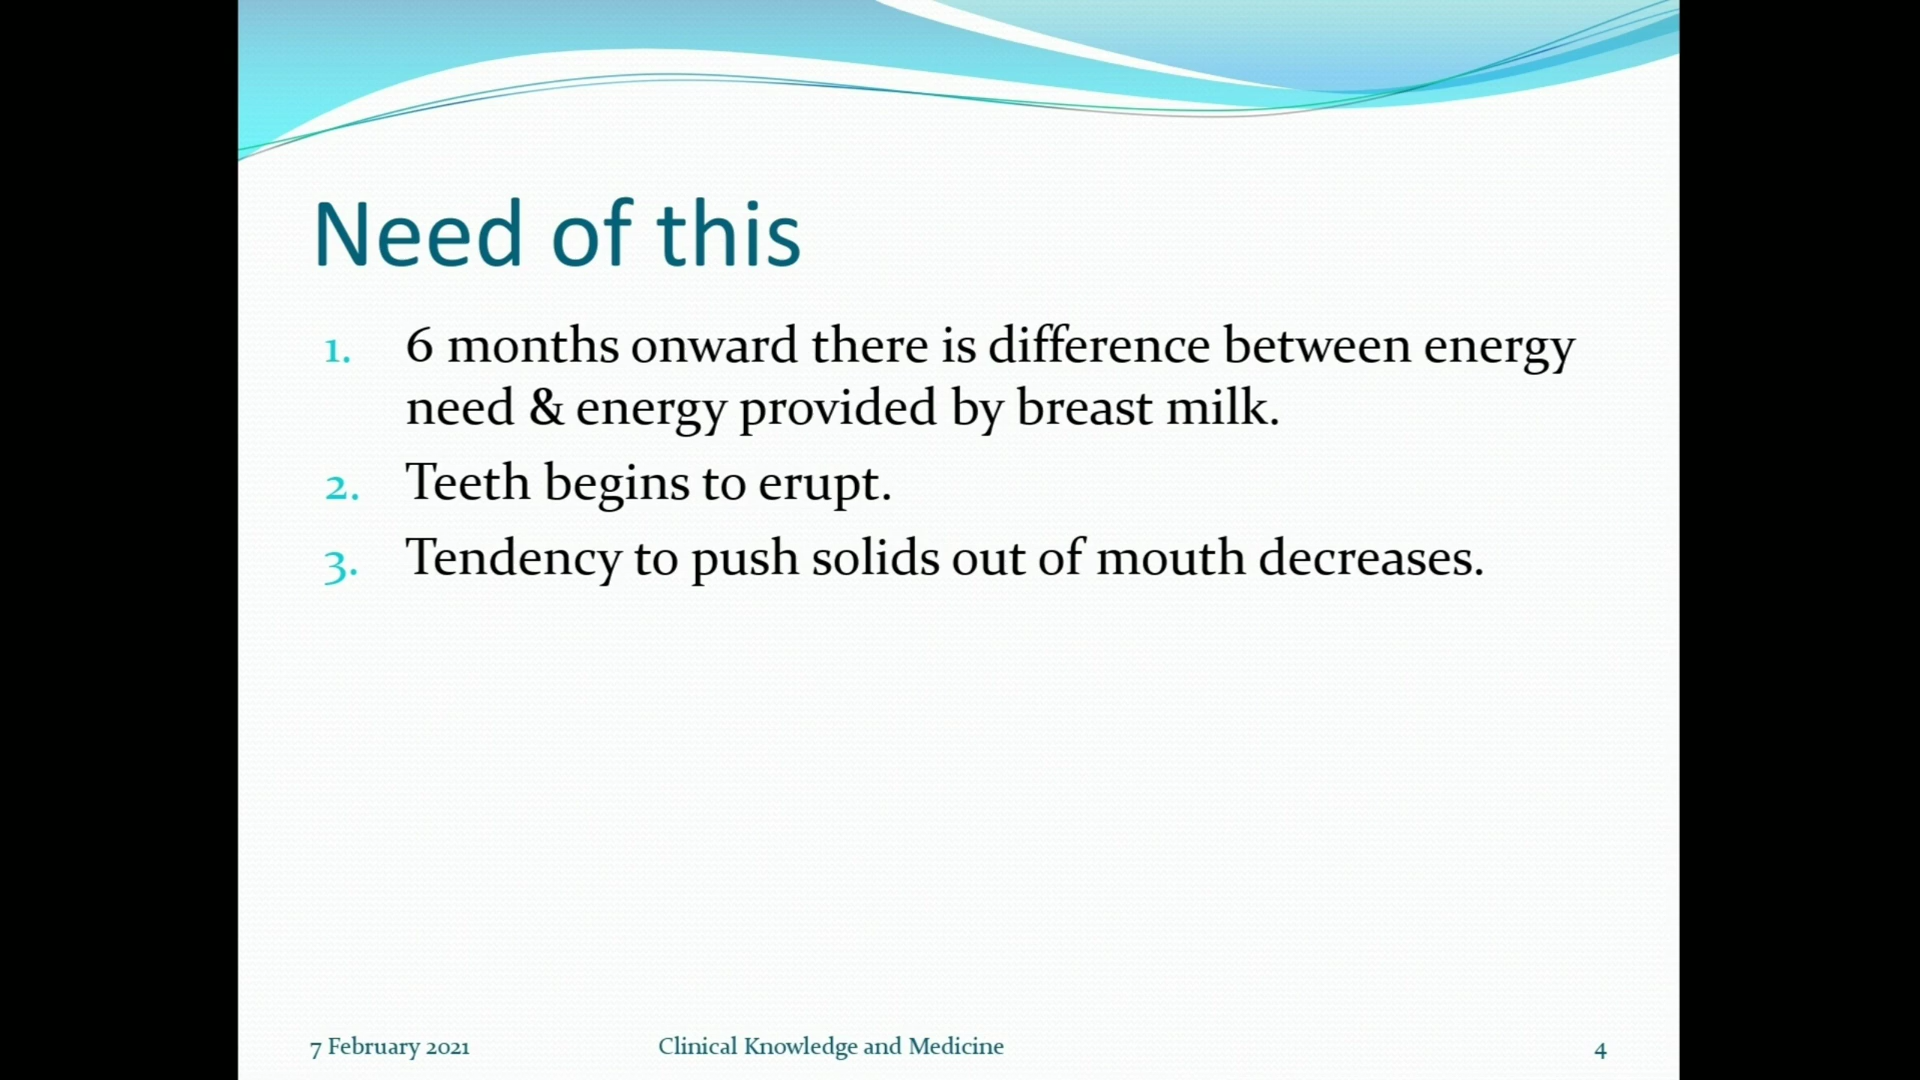 Need of this
1. 6 months onward there is difference between energy
need & energy provided by breast milk.
2. Teeth begins to erupt.
3. Tendency to push solids out of mouth decreases.
7 February 2021 Clinical Knowledge and Medicine 4